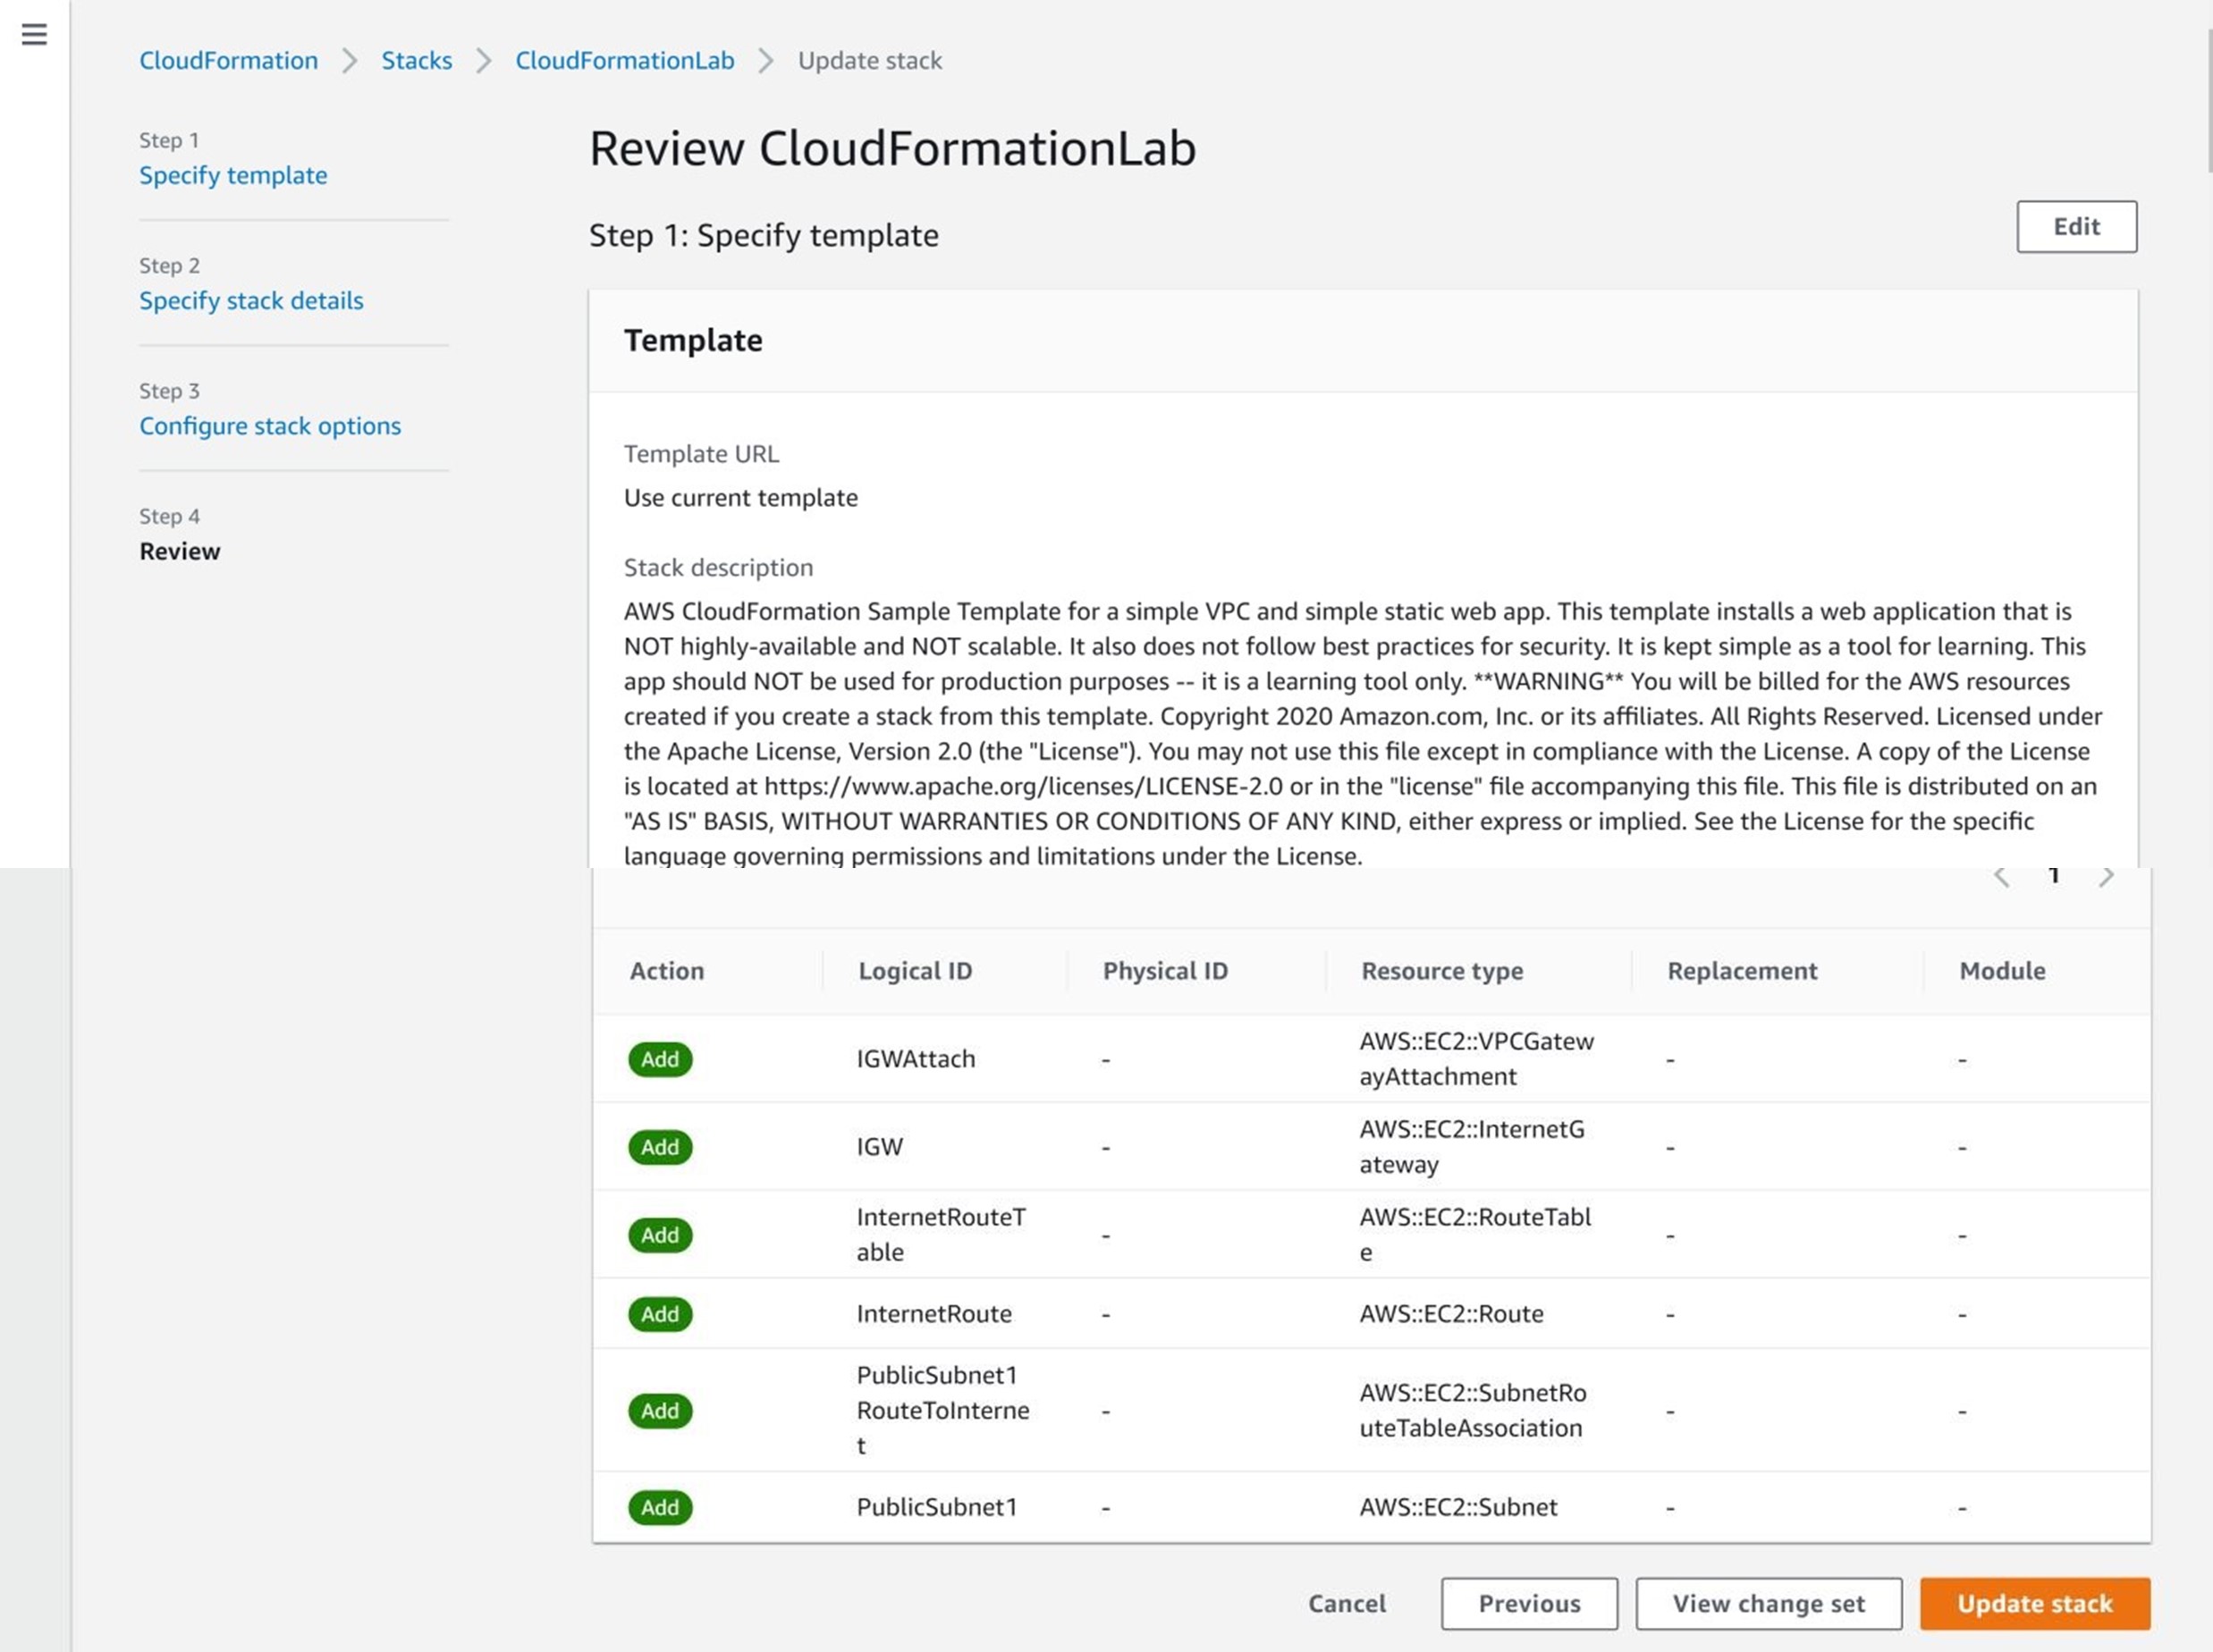 CloudFormation > Stacks > CloudFormationLab > Update stack
Step 1
Specify template
Step 2
Specify stack details
Step 3
Configure stack options
Step 4
Review
Review CloudFormationLab
Step 1: Specify template
Edit
Template
Template URL
Use current template
Stack description
AWS CloudFormation Sample Template for a simple VPC and simple static web app. This template installs a web application that is
NOT highly-available and NOT scalable. It also does not follow best practices for security. It is kept simple as a tool for learning. This
app should NOT be used for production purposes -- it is a learning tool only. **WARNING** You will be billed for the AWS resources
created if you create a stack from this template. Copyright 2020 Amazon.com, Inc. or its affiliates. All Rights Reserved. Licensed under
the Apache License, Version 2.0 (the "License"). You may not use this file except in compliance with the License. A copy of the License
is located at https://www.apache.org/licenses/LICENSE-2.0 or in the "license" file accompanying this file. This file is distributed on an
"AS IS" BASIS, WITHOUT WARRANTIES OR CONDITIONS OF ANY KIND, either express or implied. See the License for the specific
language governing permissions and limitations under the License.
< 1 >
Action Logical ID Physical ID Resource type Replacement Module
Add IGWAttach - AWS::EC2::VPCGatew - -
ayAttachment
Add IGW - AWS::EC2::InternetG - -
ateway
Add InternetRouteT - AWS::EC2::RouteTabl - -
able e
Add InternetRoute - AWS::EC2::Route - -
PublicSubnet1
Add RouteToInterne - AWS::EC2::SubnetRo - -
t uteTableAssociation
Add PublicSubnet1 - AWS::EC2::Subnet - -
Cancel Previous View change set Update stack